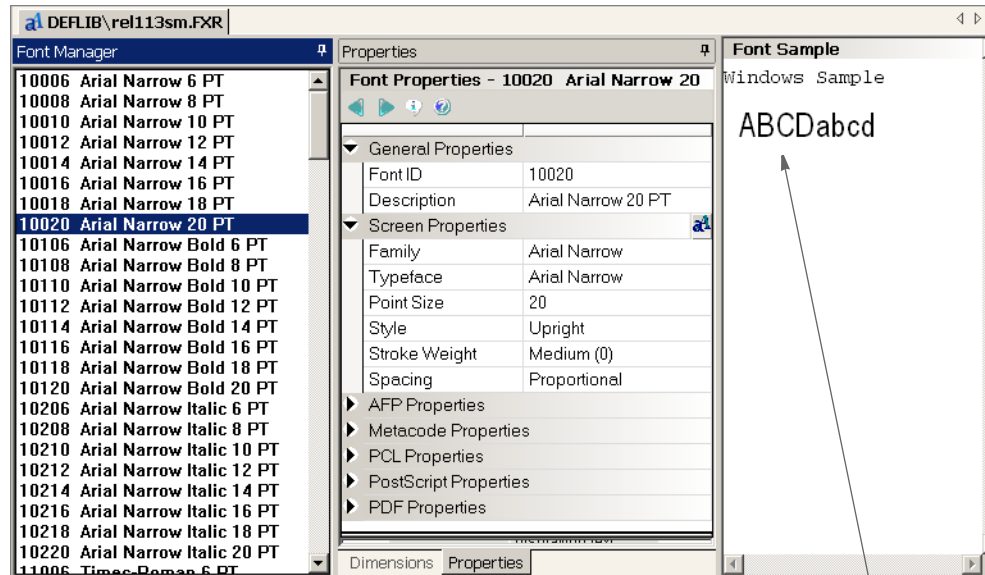 DEFLIB\rel113sm.FXR
Font Manager
10006 Arial Narrow 6 PT
10008 Arial Narrow 8 PT
10010 Arial Narrow 10 PT
10012 Arial Narrow 12 PT
10014 Arial Narrow 14 PT
10016 Arial Narrow 16 PT
10018 Arial Narrow 18 PT
10020 Arial Narrow 20 PT
10106 Arial Narrow Bold 6 PT
10108 Arial Narrow Bold 8 PT
10110 Arial Narrow Bold 10 PT
10112 Arial Narrow Bold 12 PT
10114 Arial Narrow Bold 14 PT
10116 Arial Narrow Bold 16 PT
10118 Arial Narrow Bold 18 PT
10120 Arial Narrow Bold 20 PT
10206 Arial Narrow Italic 6 PT
10208 Arial Narrow Italic 8 PT
10210 Arial Narrow Italic 10 PT
10212 Arial Narrow Italic 12 PT
10214 Arial Narrow Italic 14 PT
10216 Arial Narrow Italic 16 PT
10218 Arial Narrow Italic 18 PT
10220 Arial Narrow Italic 20 PT
11006 Times-Roman 6 PT
Properties
Font Properties - 10020 Arial Narrow 20
General Properties
Font ID 10020
Description Arial Narrow 20 PT
Screen Properties
Family Arial Narrow
Typeface Arial Narrow
Point Size 20
Style Upright
Stroke Weight Medium (0)
Spacing Proportional
AFP Properties
Metacode Properties
PCL Properties
PostScript Properties
PDF Properties
Dimensions Properties
Font Sample
Windows Sample
ABCDabcd